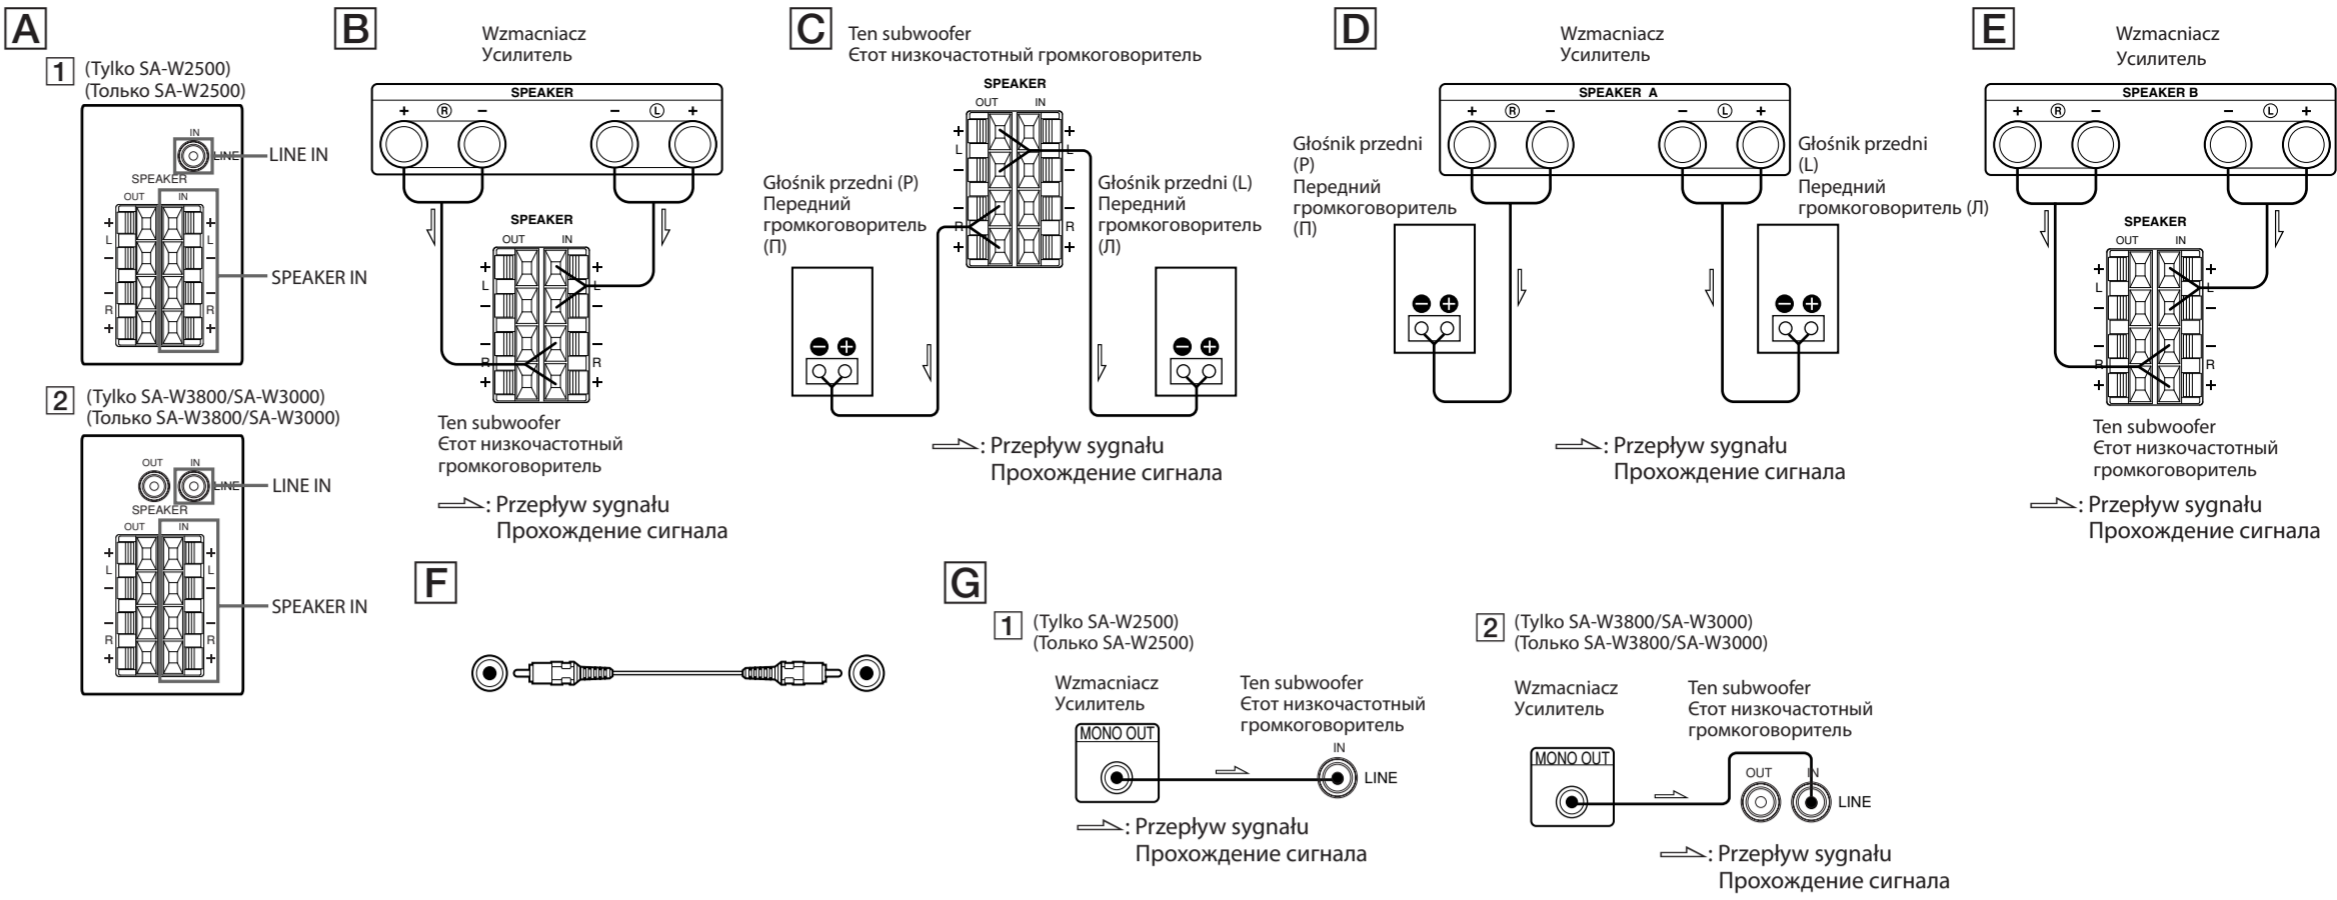 A
1 (Tylko SA-W2500)
(Только SA-W2500)
IN
LINE
LINE IN
SPEAKER
OUT IN
+ +
L L
− −
SPEAKER IN
− −
R R
+ +
2 (Tylko SA-W3800/SA-W3000)
(Только SA-W3800/SA-W3000)
OUT IN
LINE
LINE IN
SPEAKER
OUT IN
+ +
L L
− −
SPEAKER IN
− −
R R
+ +
B
Wzmacniacz
Усилитель
SPEAKER
+ R − − L +
SPEAKER
OUT IN
+ +
L L
− −
− −
R R
+ +
Ten subwoofer
Єтот низкочастотный
громкоговоритель
: Przepływ sygnału
Прохождение сигнала
C
Ten subwoofer
Єтот низкочастотный громкоговоритель
SPEAKER
OUT IN
+ +
L L
− −
− −
R R
+ +
Głośnik przedni (P)
Передний
громкоговоритель
(П)
− +
Głośnik przedni (L)
Передний
громкоговоритель
(Л)
− +
: Przepływ sygnału
Прохождение сигнала
D
Wzmacniacz
Усилитель
SPEAKER A
+ R − − L +
Głośnik przedni
(P)
Передний
громкоговоритель
(П)
− +
Głośnik przedni
(L)
Передний
громкоговоритель (Л)
− +
: Przepływ sygnału
Прохождение сигнала
E
Wzmacniacz
Усилитель
SPEAKER B
+ R − − L +
SPEAKER
OUT IN
+ +
L L
− −
− −
R R
+ +
Ten subwoofer
Єтот низкочастотный
громкоговоритель
: Przepływ sygnału
Прохождение сигнала
F
G
1 (Tylko SA-W2500)
(Только SA-W2500)
Wzmacniacz
Усилитель
MONO OUT
Ten subwoofer
Єтот низкочастотный
громкоговоритель
IN
LINE
: Przepływ sygnału
Прохождение сигнала
2 (Tylko SA-W3800/SA-W3000)
(Только SA-W3800/SA-W3000)
Wzmacniacz
Усилитель
MONO OUT
Ten subwoofer
Єтот низкочастотный
громкоговоритель
OUT IN
LINE
: Przepływ sygnału
Прохождение сигнала